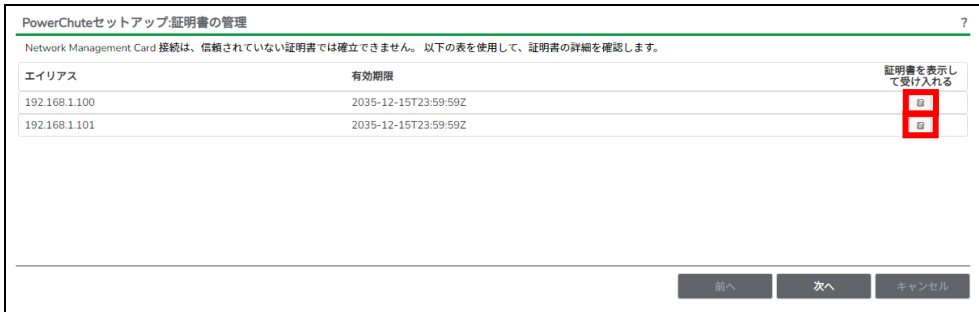 PowerChuteセットアップ:証明書の管理 ?
Network Management Card 接続は、信頼されていない証明書では確立できません。 以下の表を使用して、証明書の詳細を確認します。
エイリアス 有効期限 証明書を表示し
て受け入れる
192.168.1.100 2035-12-15T23:59:59Z
192.168.1.101 2035-12-15T23:59:59Z
前へ 次へ キャンセル